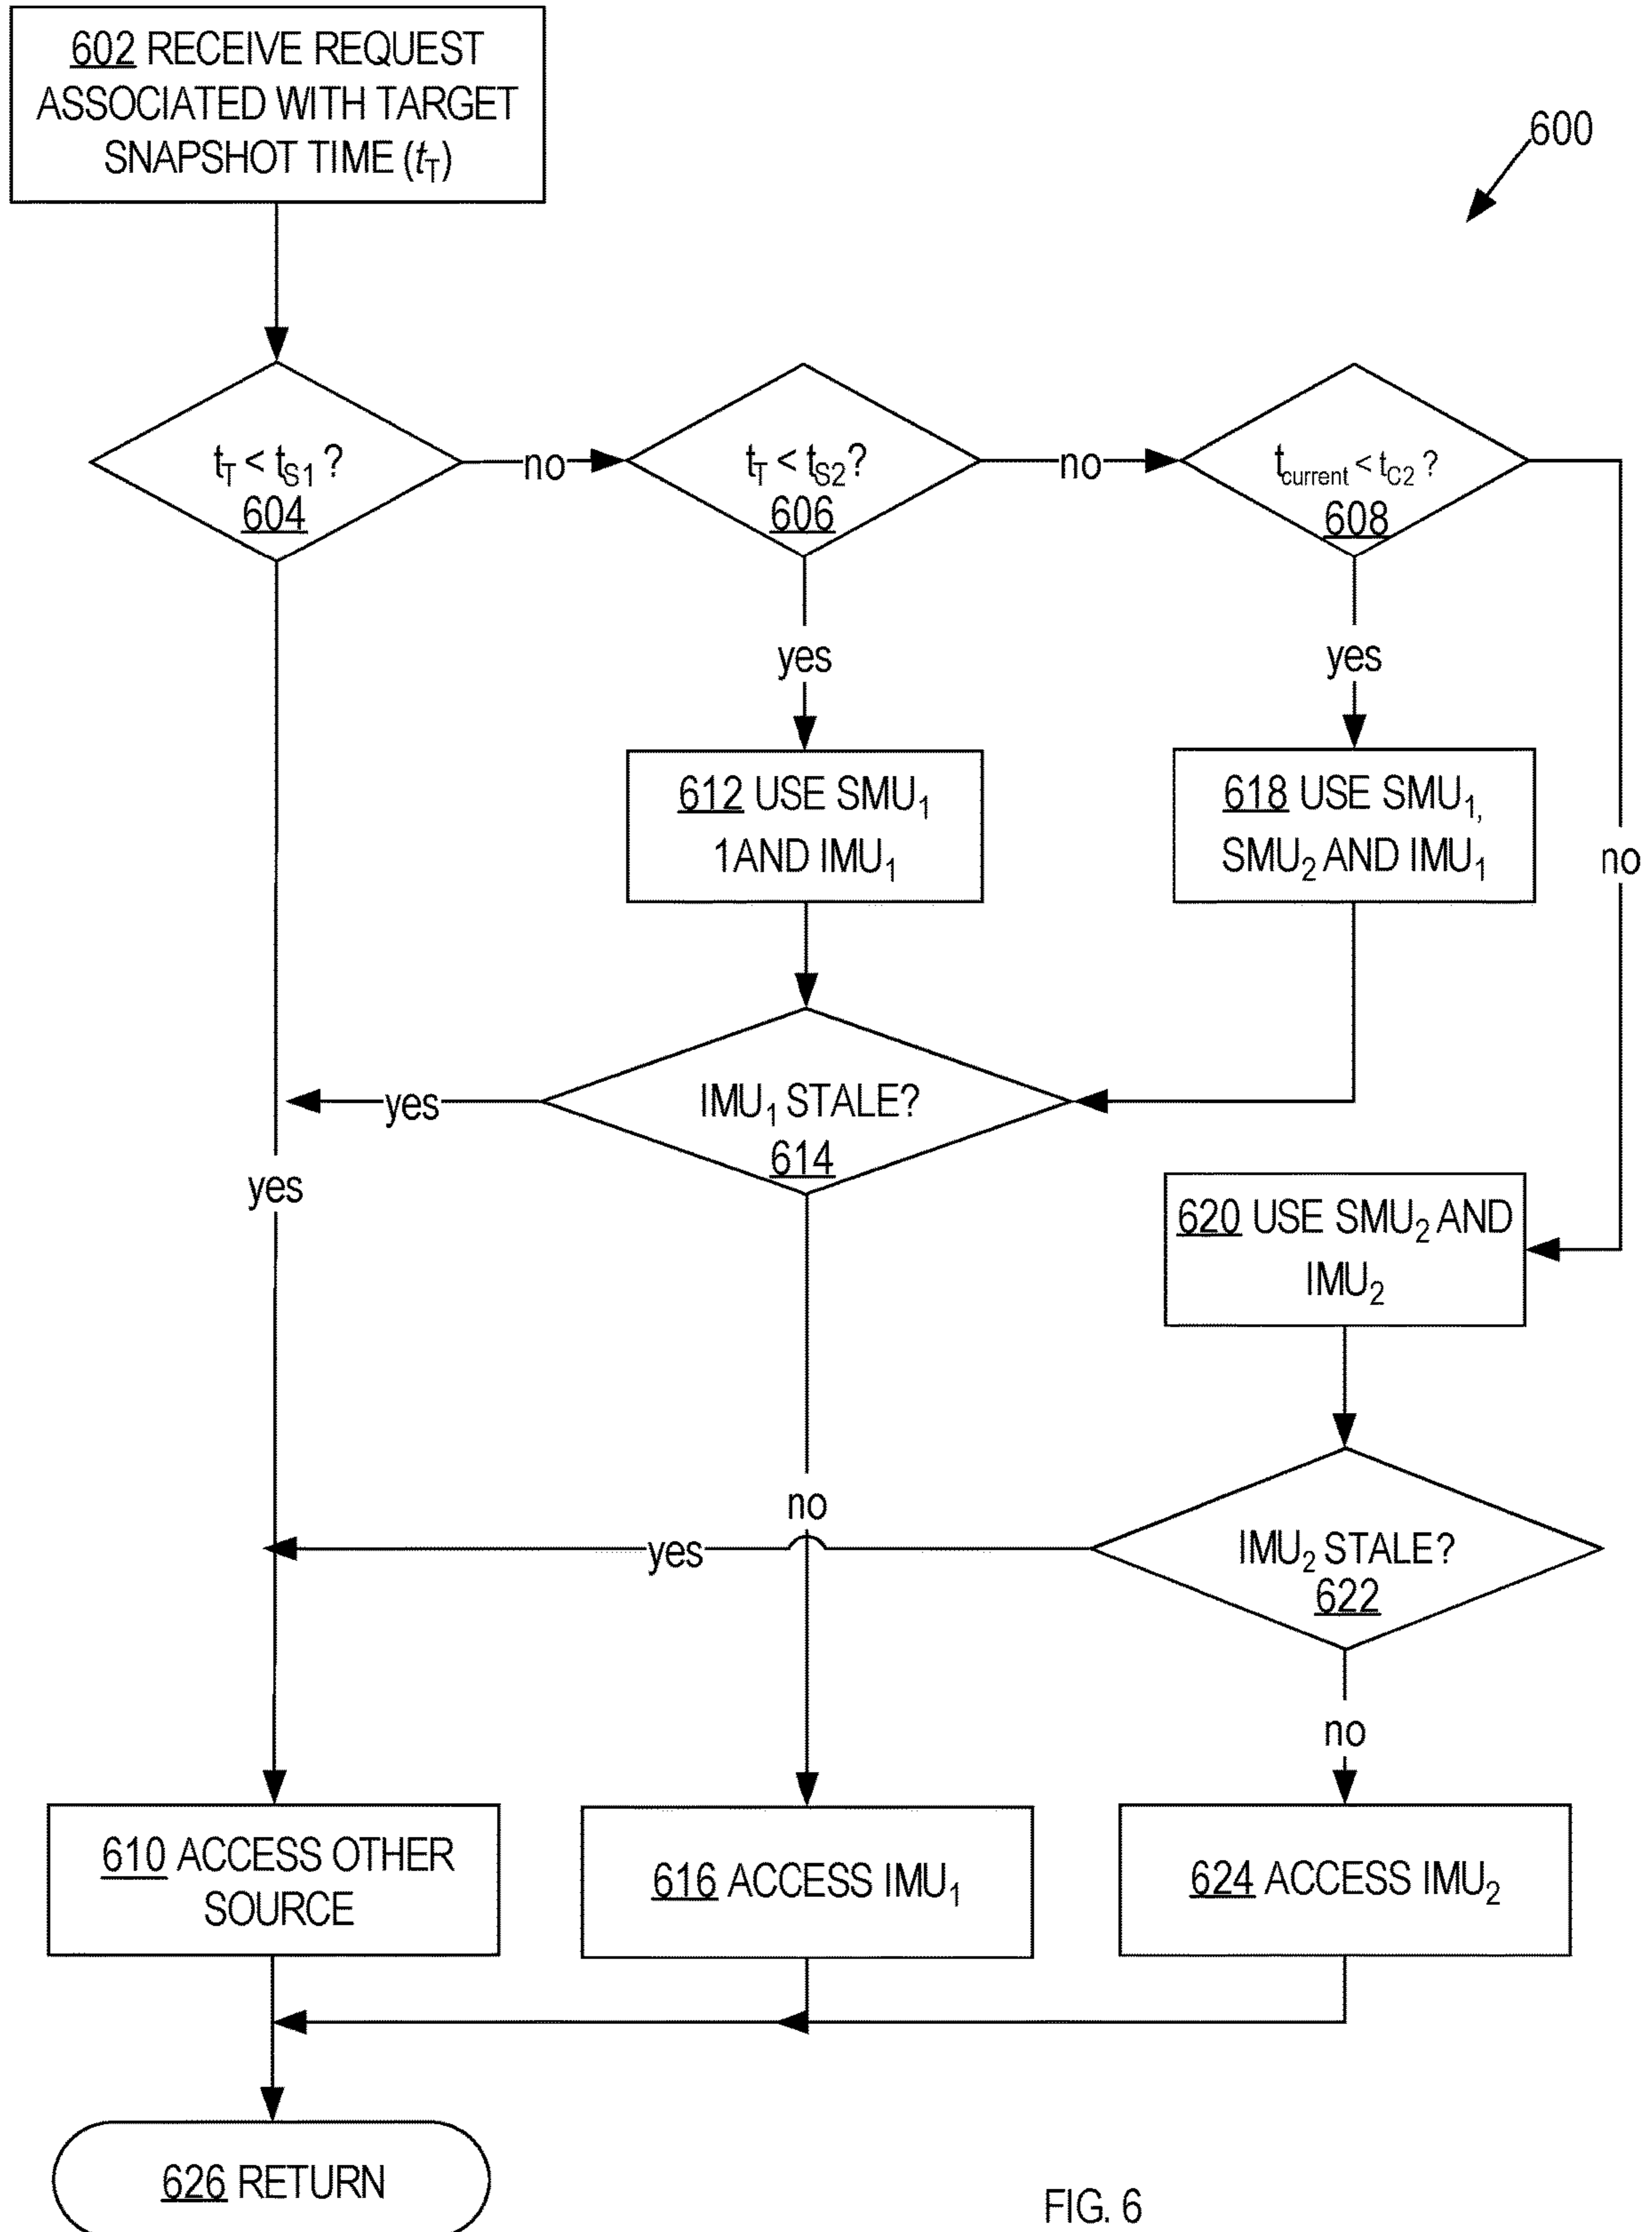 602 RECEIVE REQUEST
ASSOCIATED WITH TARGET
SNAPSHOT TIME (tT)
600
tT < tS1 ?
604
no
tT < tS2?
606
no
tcurrent < tC2 ?
608
yes
yes
612 USE SMU1
1AND IMU1
618 USE SMU1,
SMU2 AND IMU1
no
IMU1 STALE?
614
yes
yes
620 USE SMU2 AND
IMU2
no
yes
IMU2 STALE?
622
no
610 ACCESS OTHER
SOURCE
616 ACCESS IMU1
624 ACCESS IMU2
626 RETURN
FIG. 6